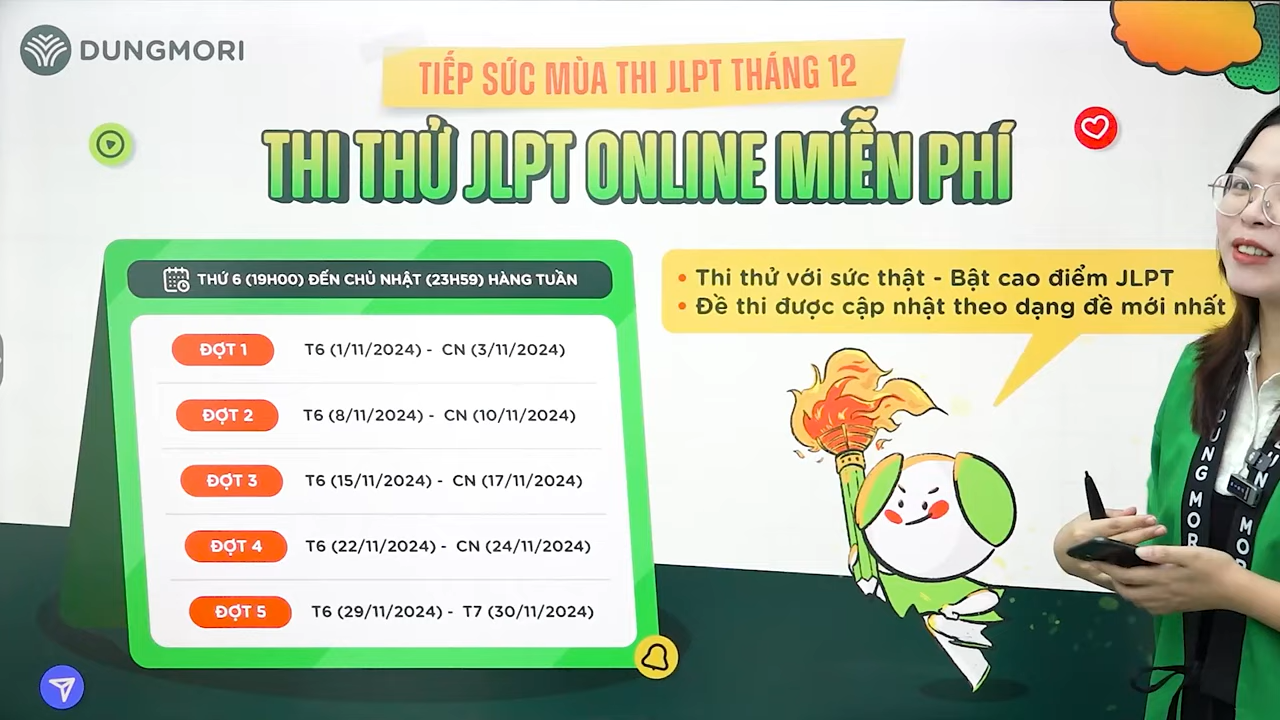 DUNGMORI
TIẾP SỨC MÙA THI JLPT THÁNG 12
THI THỬ JLPT ONLINE MIỄN PHÍ
THỨ 6 (19H00) ĐẾN CHỦ NHẬT (23H59) HÀNG TUẦN
ĐỢT 1 T6 (1/11/2024) - CN (3/11/2024)
ĐỢT 2 T6 (8/11/2024) - CN (10/11/2024)
ĐỢT 3 T6 (15/11/2024) - CN (17/11/2024)
ĐỢT 4 T6 (22/11/2024) - CN (24/11/2024)
ĐỢT 5 T6 (29/11/2024) - T7 (30/11/2024)
• Thi thử với sức thật - Bật cao điểm JLPT
• Đề thi được cập nhật theo dạng đề mới nhất
DUNG MOR
UN
MOR